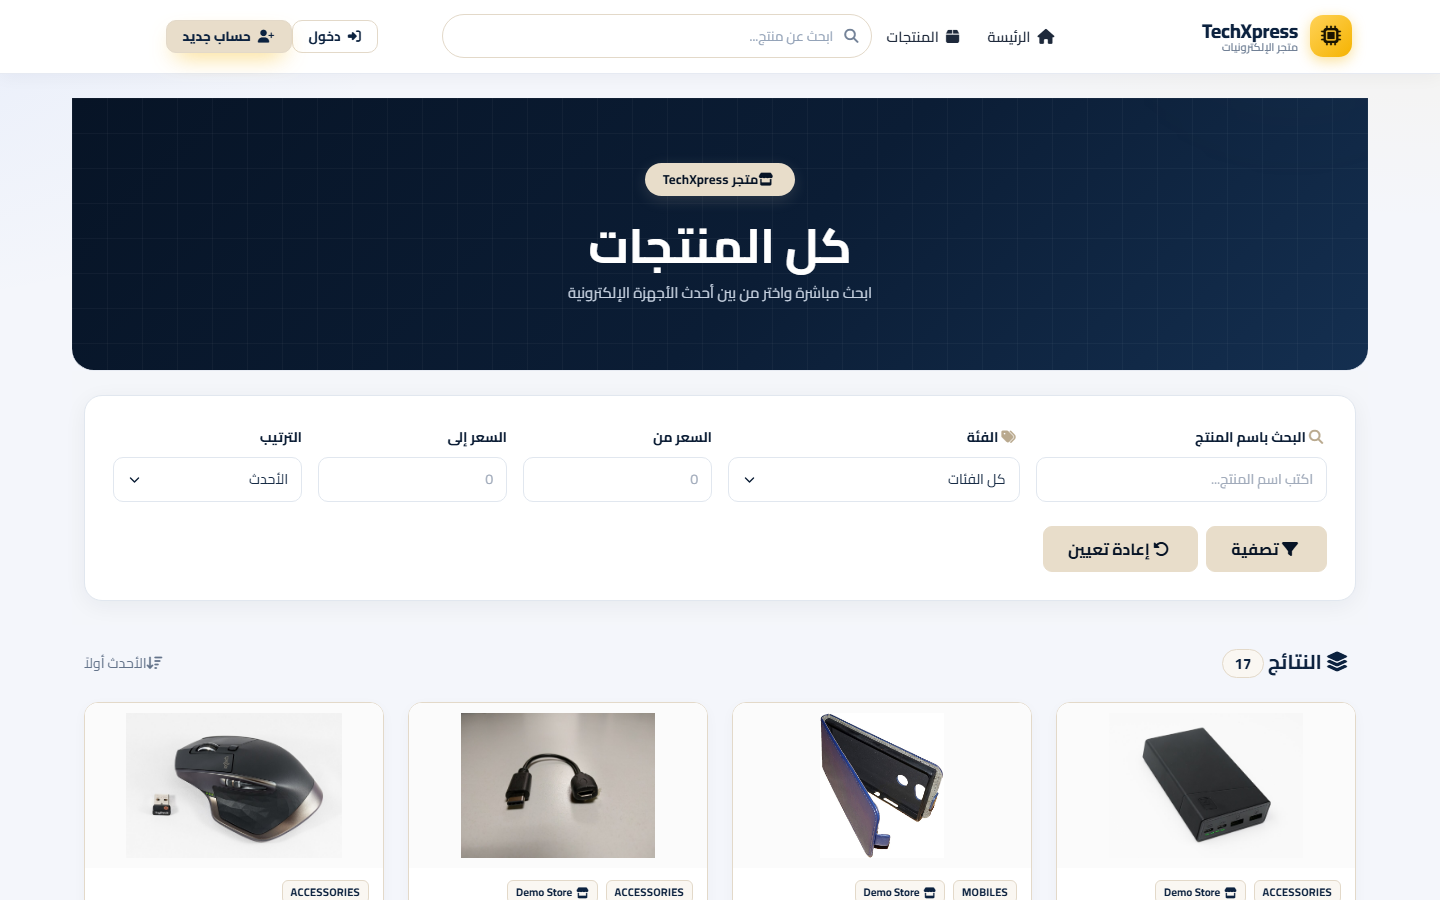 TechXpress
متجر الإلكترونيات
الرئيسة
المنتجات
ابحث عن منتج...
دخول
حساب جديد
متجر TechXpress
كل المنتجات
ابحث مباشرة واختر من بين أحدث الأجهزة الإلكترونية
البحث باسم المنتج
الفئة
السعر من
السعر إلى
الترتيب
اكتب اسم المنتج...
كل الفئات
0
0
الأحدث
تصفية
إعادة تعيين
النتائج 17
الأحدث أولاً
ACCESSORIES
Demo Store
MOBILES
Demo Store
ACCESSORIES
Demo Store
ACCESSORIES